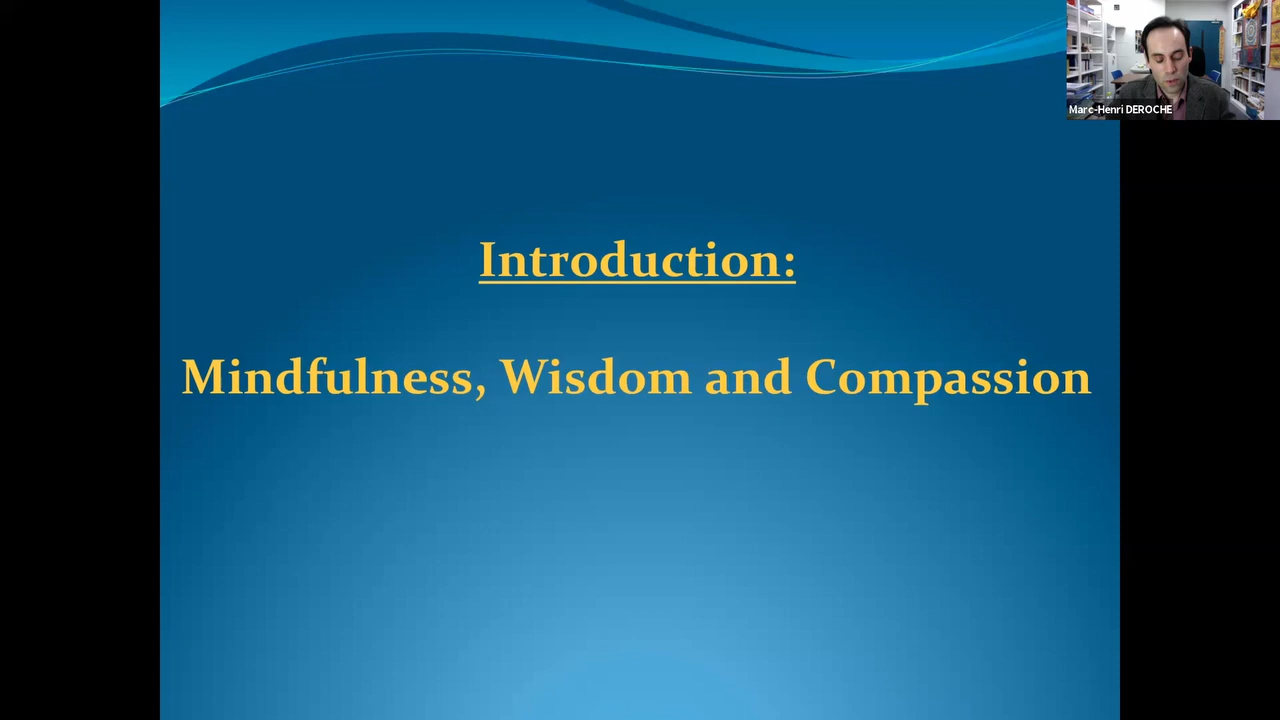 Marc-Henri DEROCHE
Introduction:
Mindfulness, Wisdom and Compassion